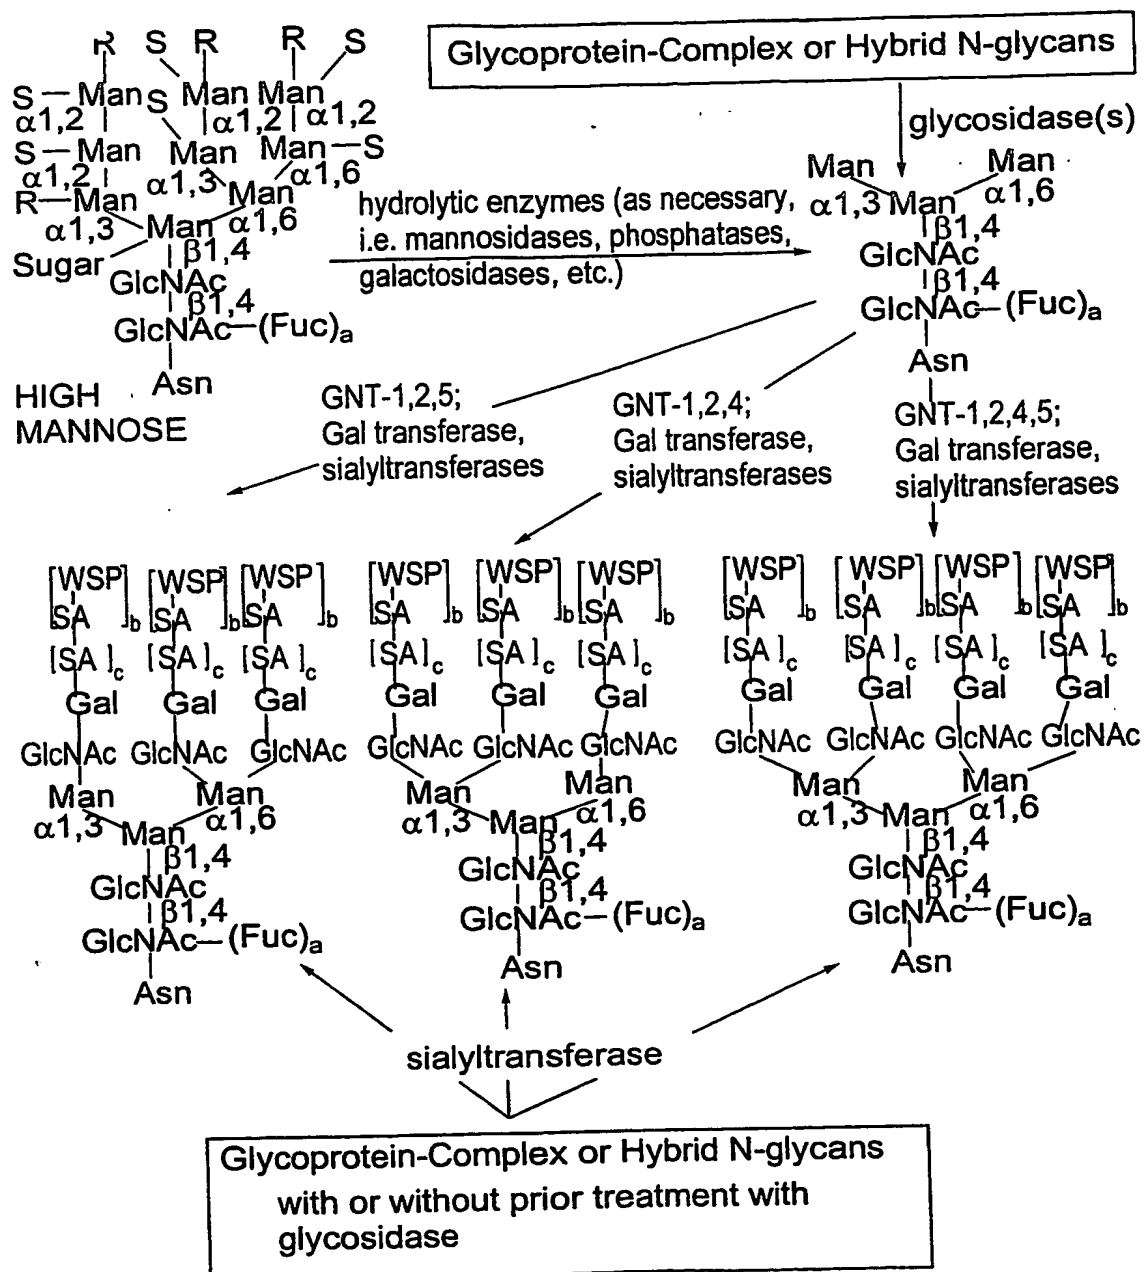 R S R R S
Glycoprotein-Complex or Hybrid N-glycans
S—Man S Man Man
α1,2 α1,2 α1,2
glycosidase(s)
S—Man Man Man—S
α1,2 α1,3 α1,6
Man Man
α1,6
R—Man Man
α1,3 Man α1,6
hydrolytic enzymes (as necessary,
i.e. mannosidases, phosphatases,
galactosidases, etc.)
α1,3 Man
β1,4
Sugar
β1,4
GlcNAc
GlcNAc
β1,4
β1,4
GlcNAc—(Fuc)a
GlcNAc—(Fuc)a
Asn
Asn
HIGH
MANNOSE
GNT-1,2,5;
Gal transferase,
sialyltransferases
GNT-1,2,4;
Gal transferase,
sialyltransferases
GNT-1,2,4,5;
Gal transferase,
sialyltransferases
[WSP] [WSP] [WSP] [WSP] [WSP] [WSP] [WSP] [WSP] [WSP] [WSP]
[SA ]b [SA ]b [SA ]b [SA ]b [SA ]b [SA ]b [SA ]b [SA ]b [SA ]b [SA ]b
[SA ]c [SA ]c [SA ]c [SA ]c [SA ]c [SA ]c [SA ]c [SA ]c [SA ]c [SA ]c
Gal Gal Gal Gal Gal Gal Gal Gal Gal Gal
GlcNAc GlcNAc GlcNAc GlcNAc GlcNAc GlcNAc GlcNAc GlcNAc GlcNAc GlcNAc
Man Man Man Man Man Man
α1,3 Man α1,6 α1,3 Man α1,6 α1,3 Man α1,6
β1,4 β1,4 β1,4
GlcNAc GlcNAc GlcNAc
β1,4 β1,4 β1,4
GlcNAc—(Fuc)a GlcNAc—(Fuc)a GlcNAc—(Fuc)a
Asn Asn Asn
sialyltransferase
Glycoprotein-Complex or Hybrid N-glycans
with or without prior treatment with
glycosidase